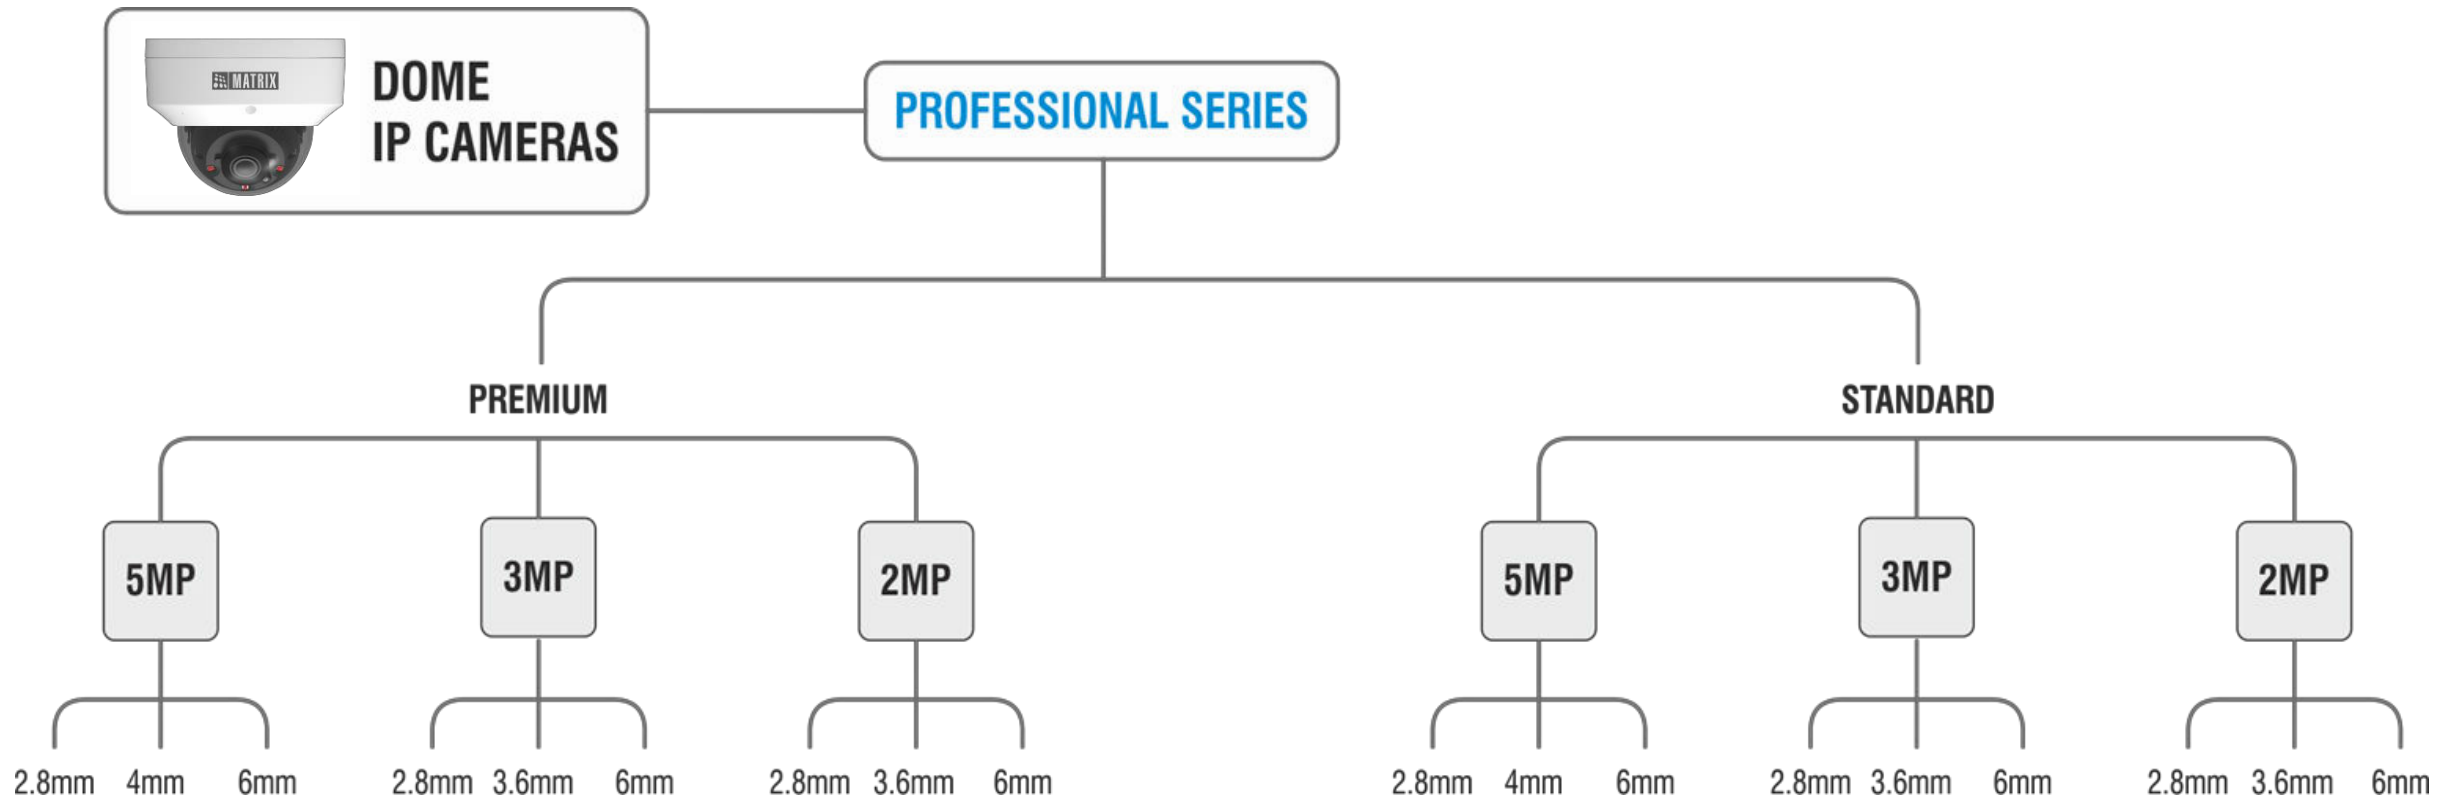 MATRIX
DOME
IP CAMERAS
PROFESSIONAL SERIES
PREMIUM
STANDARD
5MP
3MP
2MP
5MP
3MP
2MP
2.8mm 4mm 6mm
2.8mm 3.6mm 6mm
2.8mm 3.6mm 6mm
2.8mm 4mm 6mm
2.8mm 3.6mm 6mm
2.8mm 3.6mm 6mm